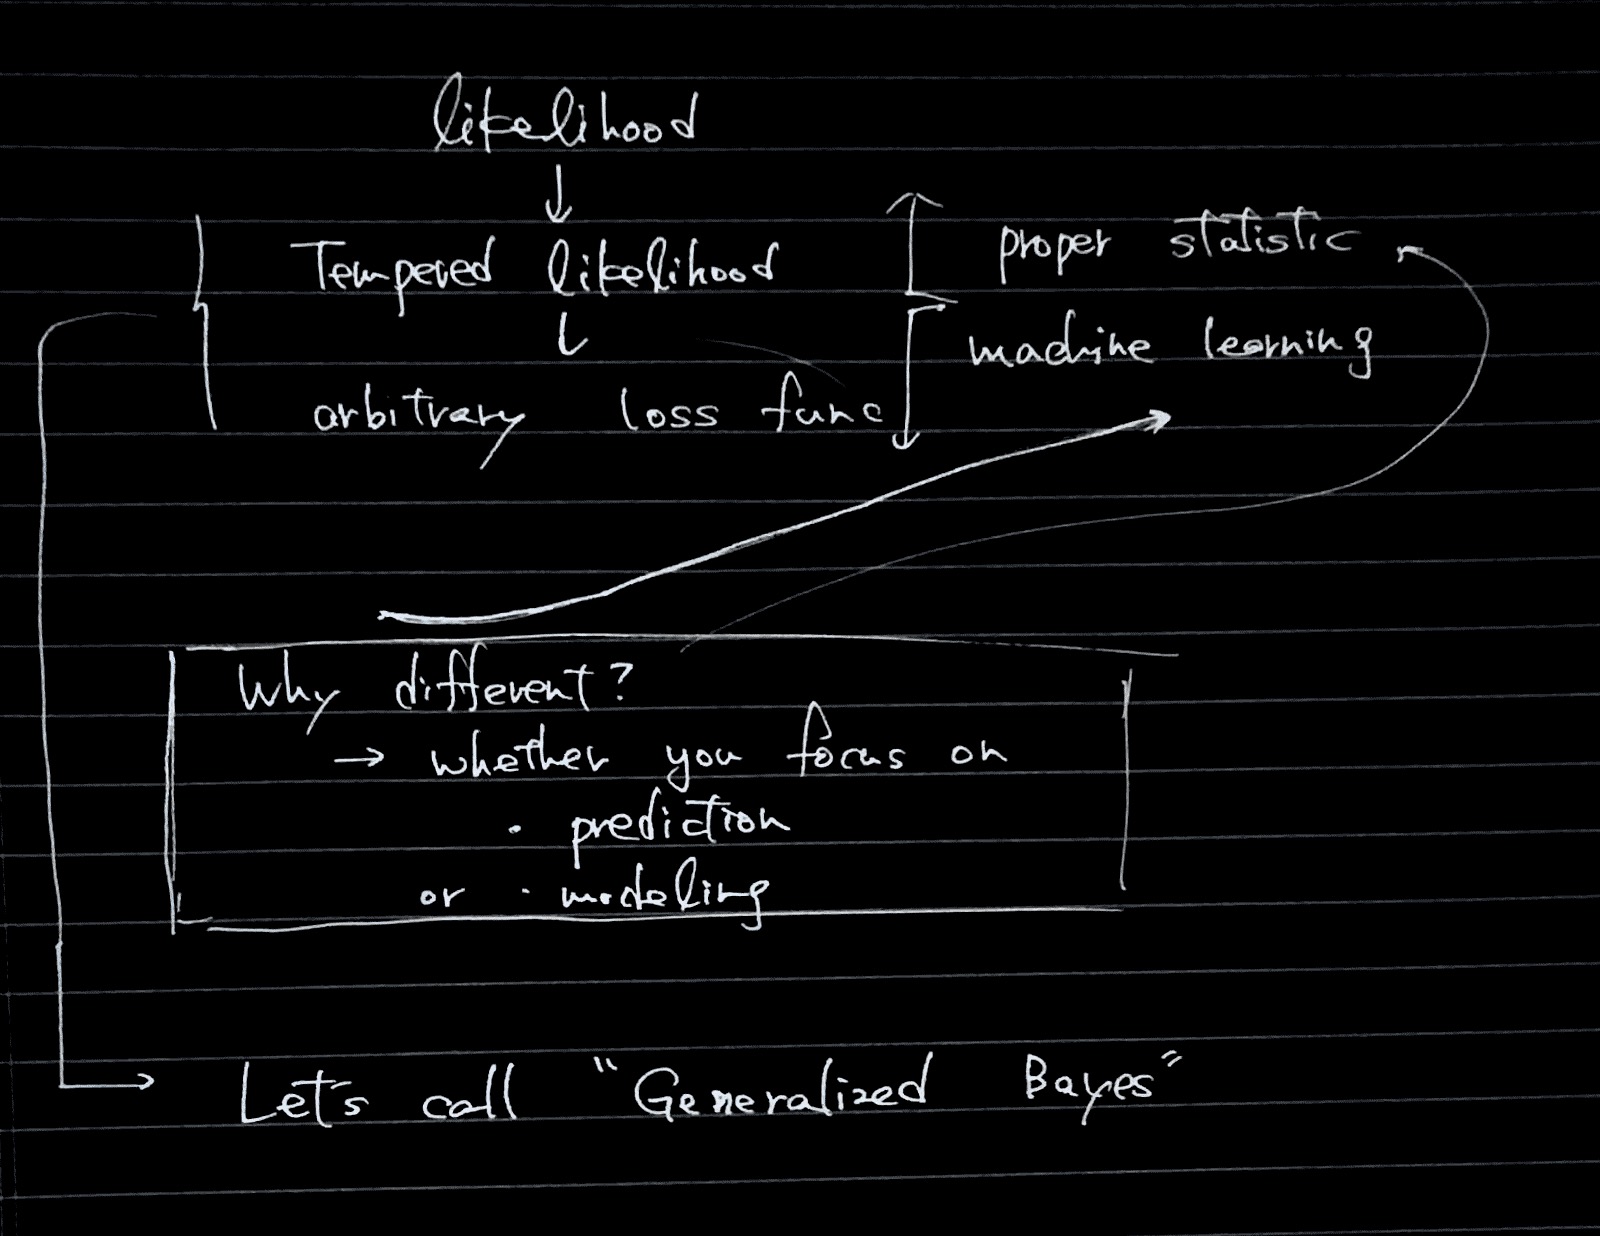 likelihood
↓
Tempered likelihood
↓
arbitrary loss func
proper statistic
machine learning
Why different?
→ whether you focus on
· prediction
or · modeling
Let's call "Generalized Bayes"